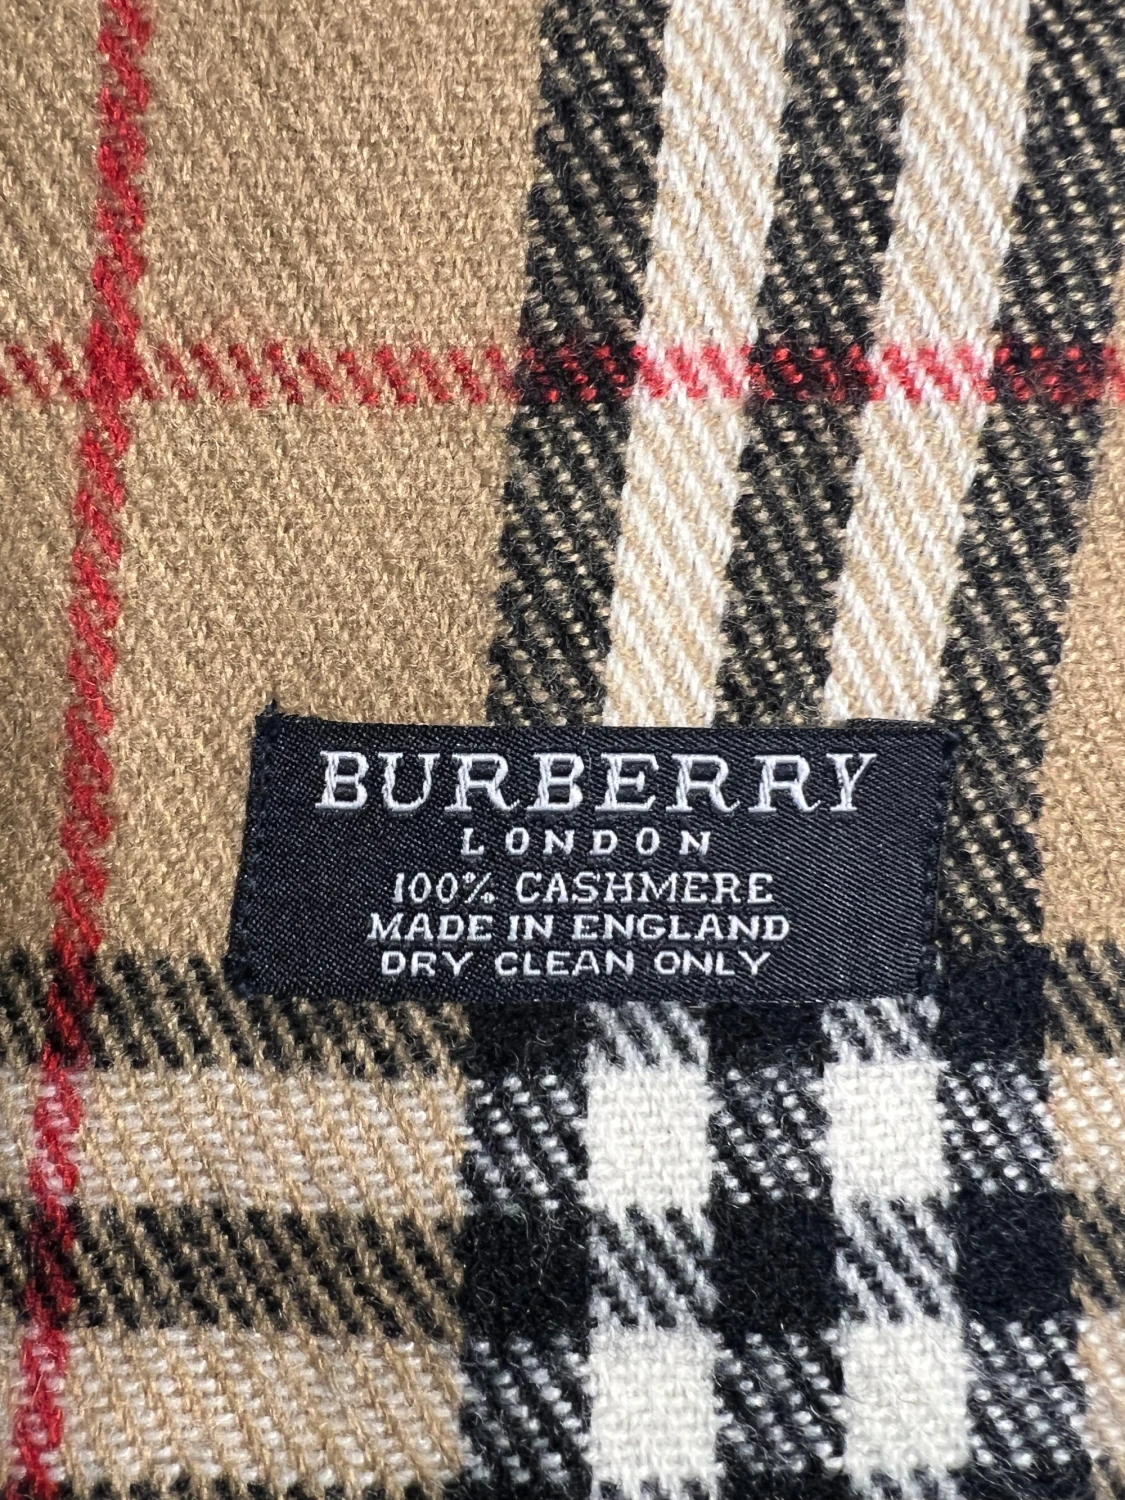 BURBERRY
LONDON
100% CASHMERE
MADE IN ENGLAND
DRY CLEAN ONLY